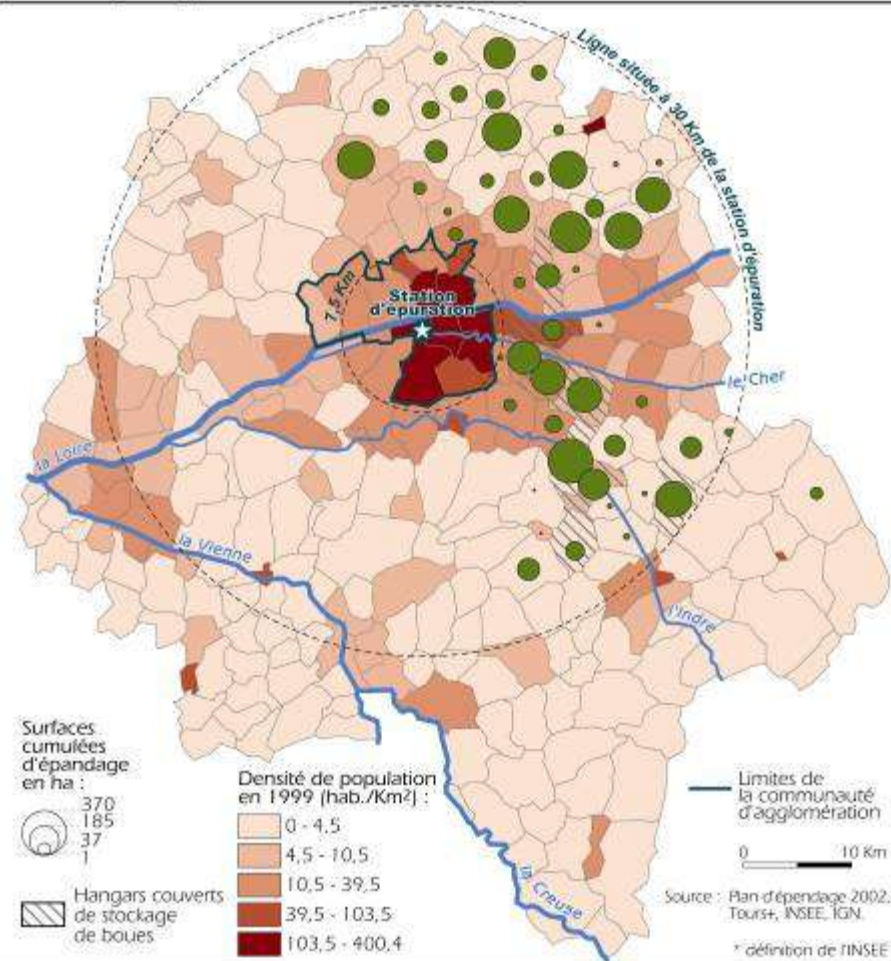 Ligne située à 30 Km de la station d'épuration
7,5 Km
Station
d'épuration
le Cher
la Loire
la Vienne
l'Indre
la Creuse
Surfaces
cumulées
d'épandage
en ha :
370
185
37
1
Hangars couverts
de stockage
de boues
Densité de population
en 1999 (hab./Km²) :
0 - 4,5
4,5 - 10,5
10,5 - 39,5
39,5 - 103,5
103,5 - 400,4
Limites de
la communauté
d'agglomération
0 10 Km
Source : Plan d'épendage 2002,
Tours+, INSEE, IGN.
* définition de l'INSEE